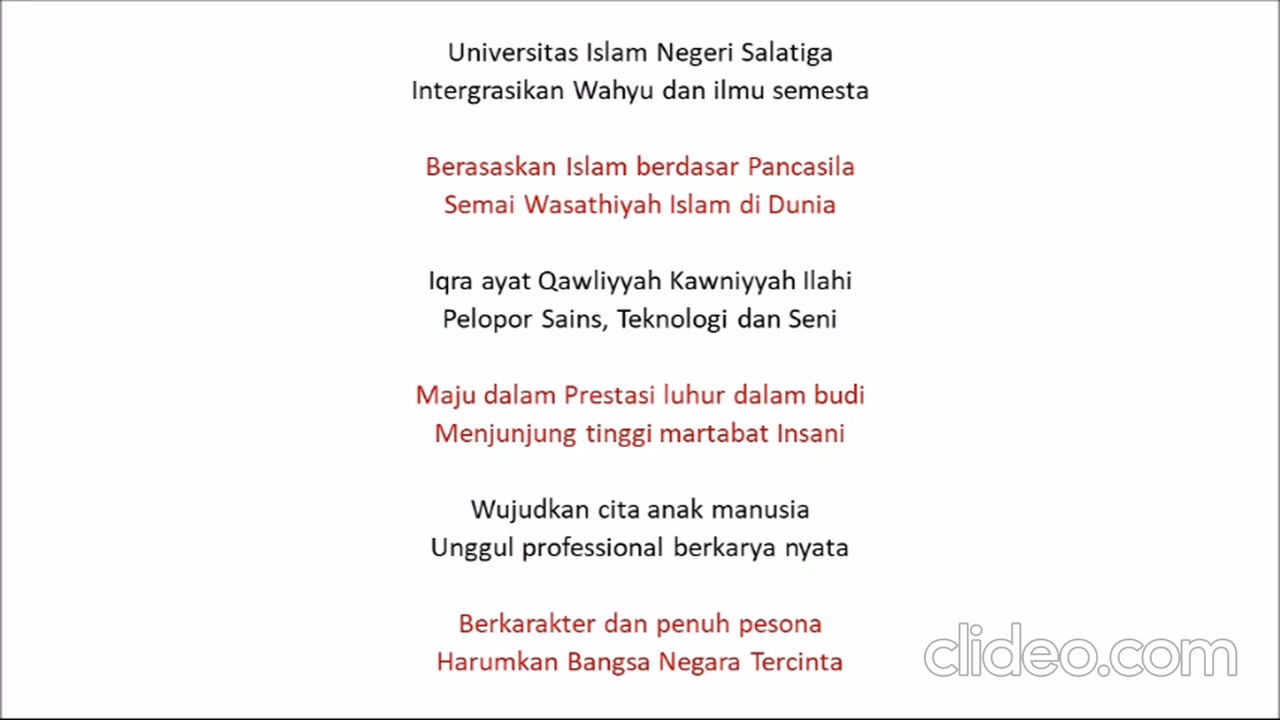 Universitas Islam Negeri Salatiga
Intergrasikan Wahyu dan ilmu semesta
Berasaskan Islam berdasar Pancasila
Semai Wasathiyah Islam di Dunia
Iqra ayat Qawliyyah Kawniyyah Ilahi
Pelopor Sains, Teknologi dan Seni
Maju dalam Prestasi luhur dalam budi
Menjunjung tinggi martabat Insani
Wujudkan cita anak manusia
Unggul professional berkarya nyata
Berkarakter dan penuh pesona
Harumkan Bangsa Negara Tercinta
clideo.com